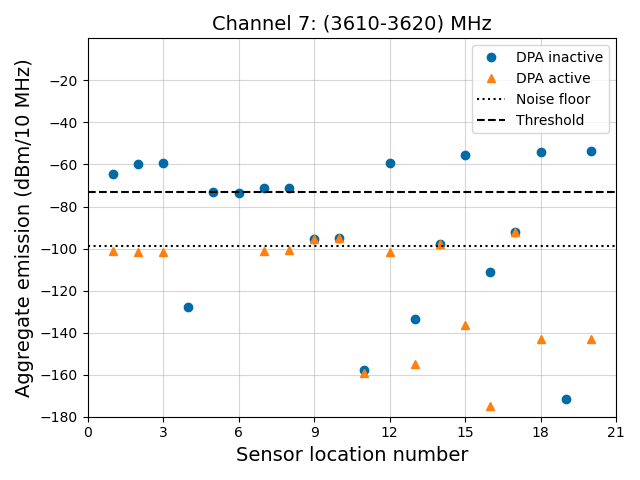 Channel 7: (3610-3620) MHz
DPA inactive
DPA active
Noise floor
Threshold
Aggregate emission (dBm/10 MHz)
−20
−40
−60
−80
−100
−120
−140
−160
−180
0 3 6 9 12 15 18 21
Sensor location number